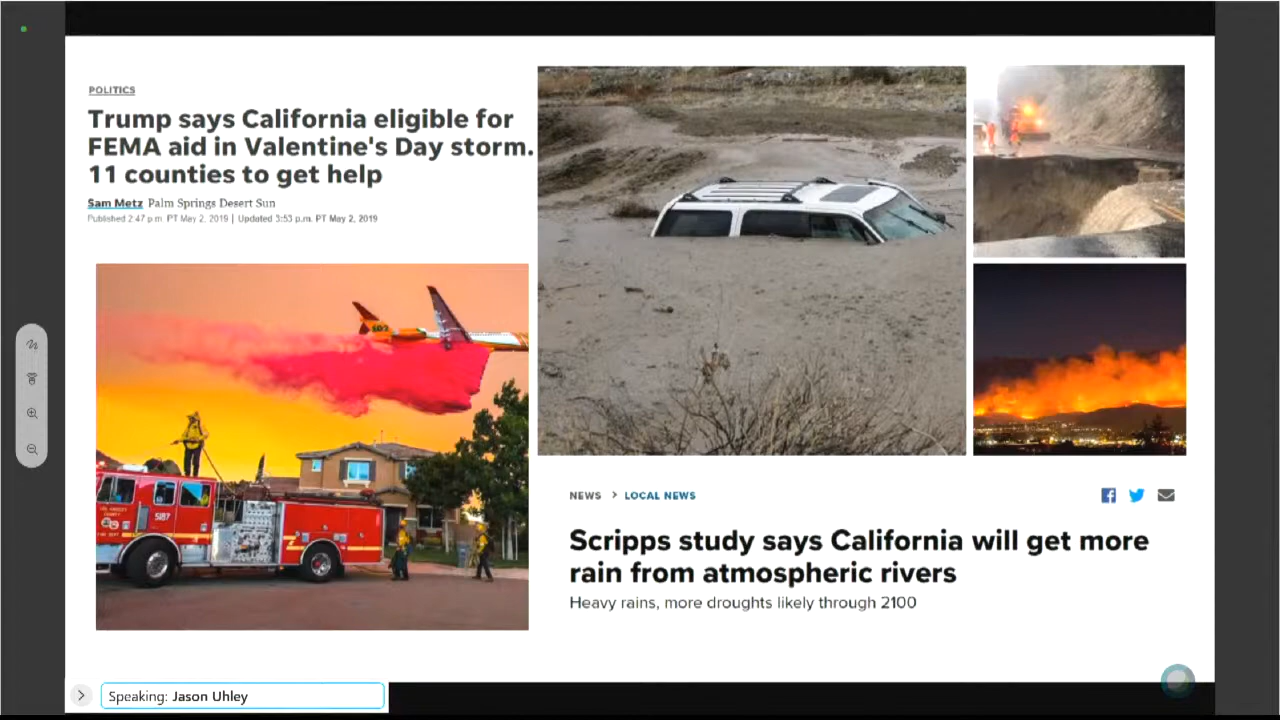 POLITICS
Trump says California eligible for
FEMA aid in Valentine's Day storm.
11 counties to get help
Sam Metz Palm Springs Desert Sun
Published 2:47 p.m. PT May 2, 2019 | Updated 3:53 p.m. PT May 2, 2019
602
5187
NEWS > LOCAL NEWS
Scripps study says California will get more
rain from atmospheric rivers
Heavy rains, more droughts likely through 2100
Speaking: Jason Uhley